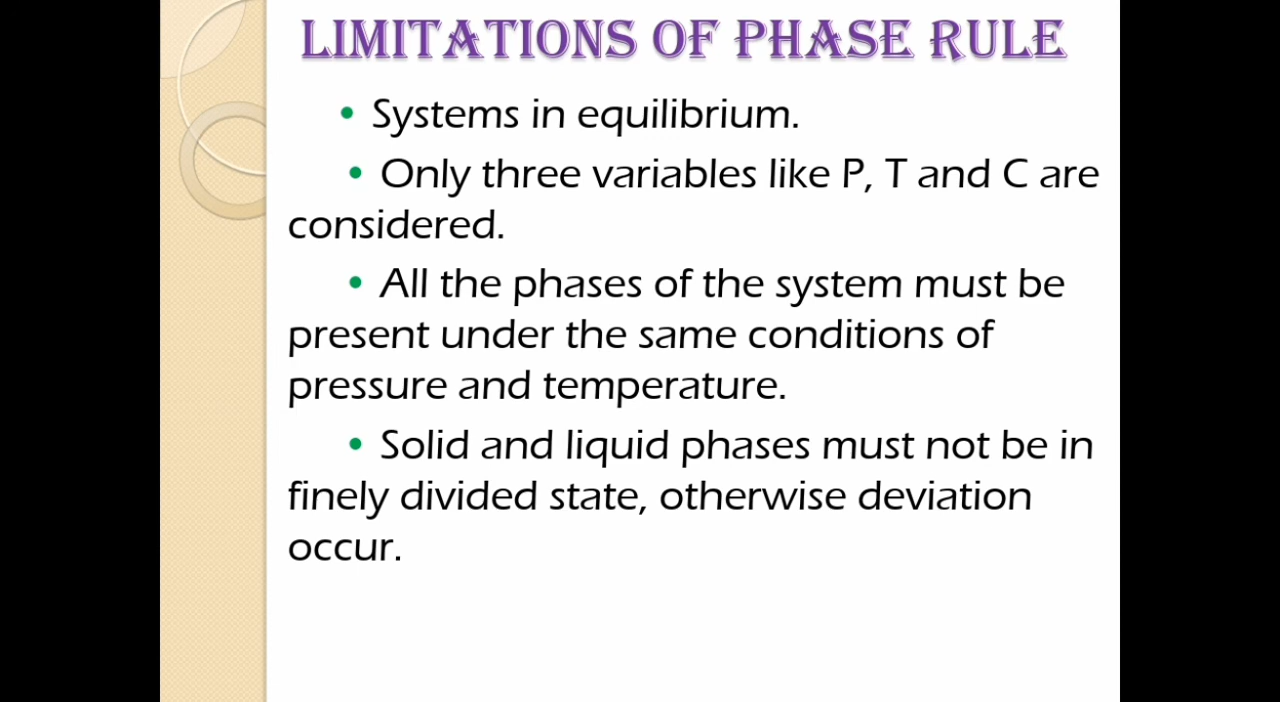 LIMITATIONS OF PHASE RULE
• Systems in equilibrium.
• Only three variables like P, T and C are
considered.
• All the phases of the system must be
present under the same conditions of
pressure and temperature.
• Solid and liquid phases must not be in
finely divided state, otherwise deviation
occur.